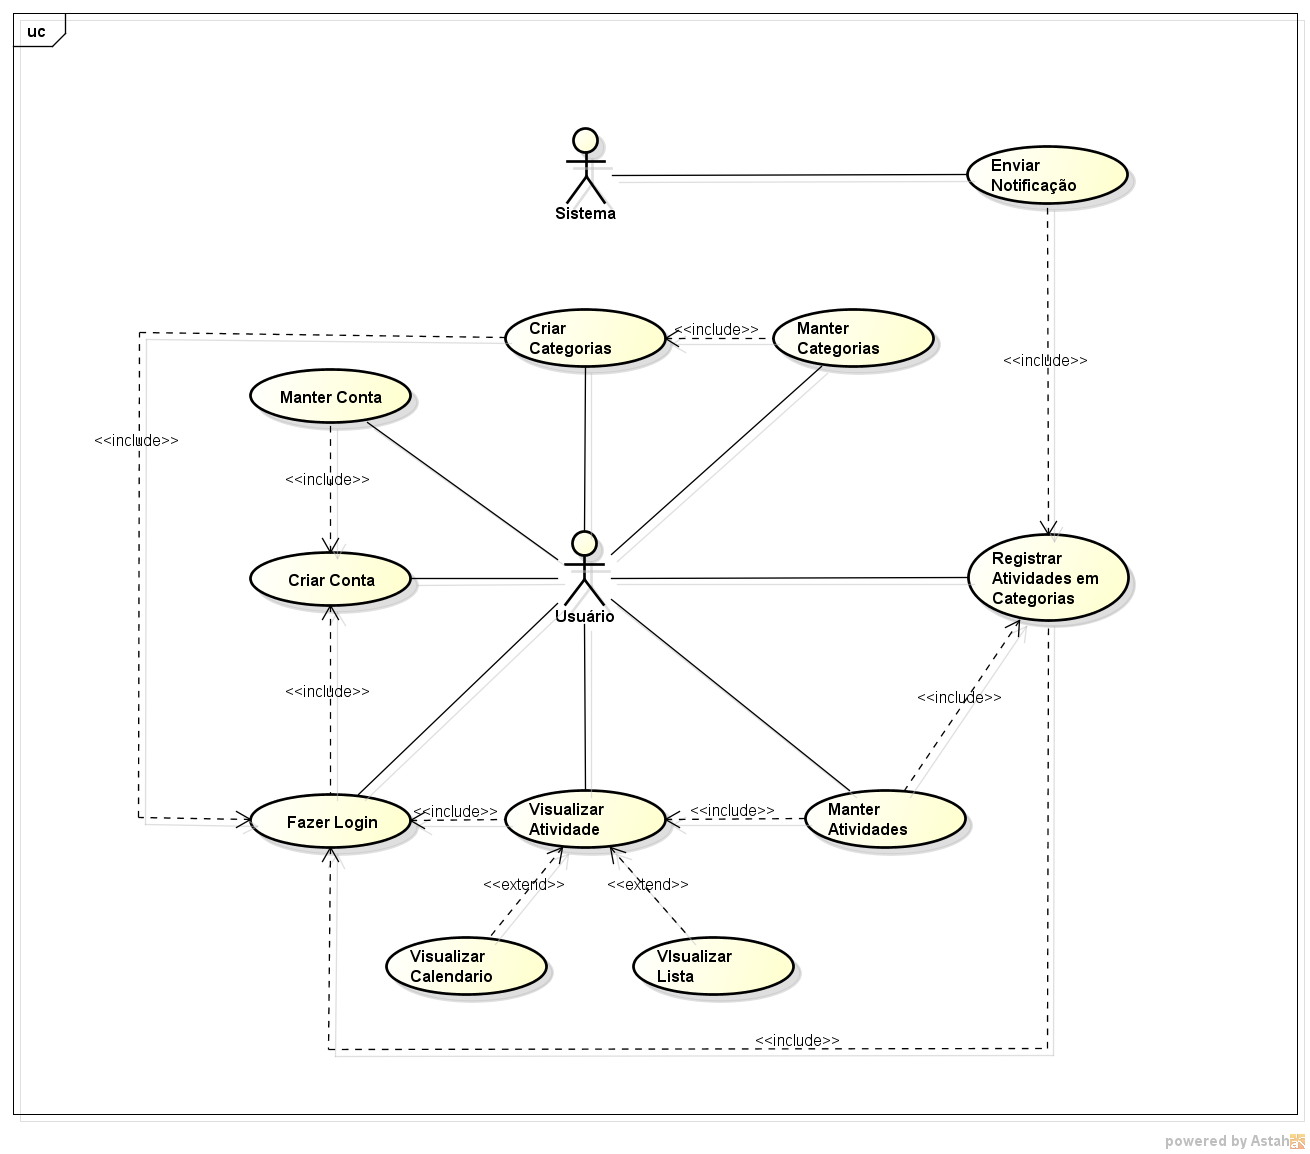 uc
Sistema
Enviar
Notificação
Criar
Categorias
<<include>>
Manter
Categorias
<<include>>
Manter Conta
<<include>>
<<include>>
Criar Conta
Usuário
Registrar
Atividades em
Categorias
<<include>>
<<include>>
Fazer Login
<<include>>
Visualizar
Atividade
<<include>>
Manter
Atividades
<<extend>>
<<extend>>
Visualizar
Calendario
VIsualizar
Lista
<<include>>
powered by Astah